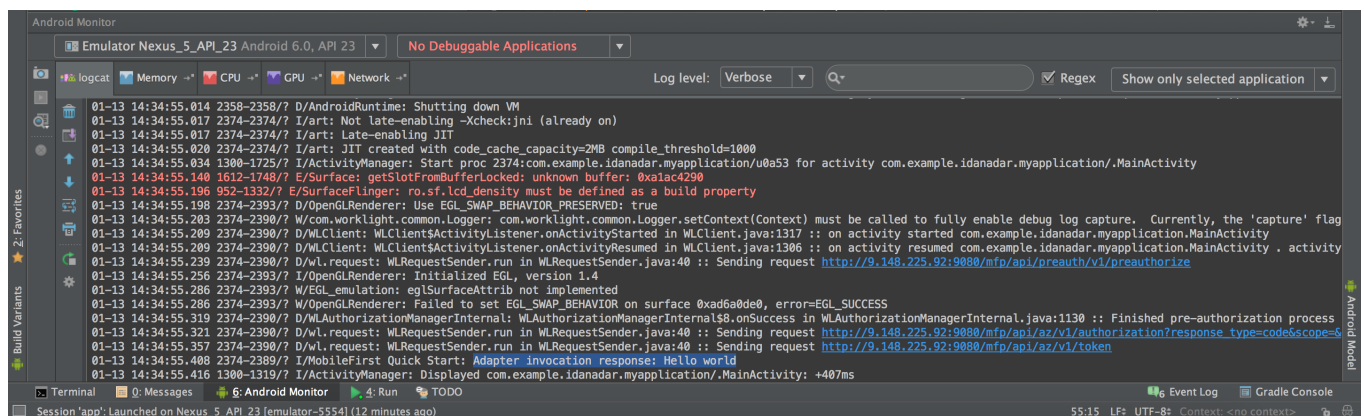 Android Monitor
Emulator Nexus_5_API_23 Android 6.0, API 23
No Debuggable Applications
logcat
Memory
CPU
GPU
Network
Log level: Verbose
Regex
Show only selected application
01-13 14:34:55.014 2358-2358/? D/AndroidRuntime: Shutting down VM
01-13 14:34:55.017 2374-2374/? I/art: Not late-enabling -Xcheck:jni (already on)
01-13 14:34:55.017 2374-2374/? I/art: Late-enabling JIT
01-13 14:34:55.020 2374-2374/? I/art: JIT created with code_cache_capacity=2MB compile_threshold=1000
01-13 14:34:55.034 1300-1725/? I/ActivityManager: Start proc 2374:com.example.idanadar.myapplication/u0a53 for activity com.example.idanadar.myapplication/.MainActivity
01-13 14:34:55.140 1612-1748/? E/Surface: getSlotFromBufferLocked: unknown buffer: 0xa1ac4290
01-13 14:34:55.196 952-1332/? E/SurfaceFlinger: ro.sf.lcd_density must be defined as a build property
01-13 14:34:55.198 2374-2393/? D/OpenGLRenderer: Use EGL_SWAP_BEHAVIOR_PRESERVED: true
01-13 14:34:55.203 2374-2390/? W/com.worklight.common.Logger: com.worklight.common.Logger.setContext(Context) must be called to fully enable debug log capture.  Currently, the 'capture' flag
01-13 14:34:55.209 2374-2390/? D/WLClient: WLClient$ActivityListener.onActivityStarted in WLClient.java:1317 :: on activity started com.example.idanadar.myapplication.MainActivity
01-13 14:34:55.209 2374-2390/? D/WLClient: WLClient$ActivityListener.onActivityResumed in WLClient.java:1306 :: on activity resumed com.example.idanadar.myapplication.MainActivity . activity
01-13 14:34:55.239 2374-2390/? D/wl.request: WLRequestSender.run in WLRequestSender.java:40 :: Sending request http://9.148.225.92:9080/mfp/api/preauth/v1/preauthorize
01-13 14:34:55.256 2374-2393/? I/OpenGLRenderer: Initialized EGL, version 1.4
01-13 14:34:55.286 2374-2393/? W/EGL_emulation: eglSurfaceAttrib not implemented
01-13 14:34:55.286 2374-2393/? W/OpenGLRenderer: Failed to set EGL_SWAP_BEHAVIOR on surface 0xad6a0de0, error=EGL_SUCCESS
01-13 14:34:55.319 2374-2390/? D/WLAuthorizationManagerInternal: WLAuthorizationManagerInternal$8.onSuccess in WLAuthorizationManagerInternal.java:1130 :: Finished pre-authorization process
01-13 14:34:55.321 2374-2390/? D/wl.request: WLRequestSender.run in WLRequestSender.java:40 :: Sending request http://9.148.225.92:9080/mfp/api/az/v1/authorization?response_type=code&scope=&
01-13 14:34:55.357 2374-2390/? D/wl.request: WLRequestSender.run in WLRequestSender.java:40 :: Sending request http://9.148.225.92:9080/mfp/api/az/v1/token
01-13 14:34:55.408 2374-2389/? I/MobileFirst Quick Start: Adapter invocation response: Hello world
01-13 14:34:55.416 1300-1319/? I/ActivityManager: Displayed com.example.idanadar.myapplication/.MainActivity: +407ms
2: Favorites
Build Variants
Android Model
Terminal
0: Messages
6: Android Monitor
4: Run
TODO
6 Event Log
Gradle Console
Session 'app': Launched on Nexus_5_API_23 [emulator-5554] (12 minutes ago)
55:15 LF÷ UTF-8÷ Context: <no context>